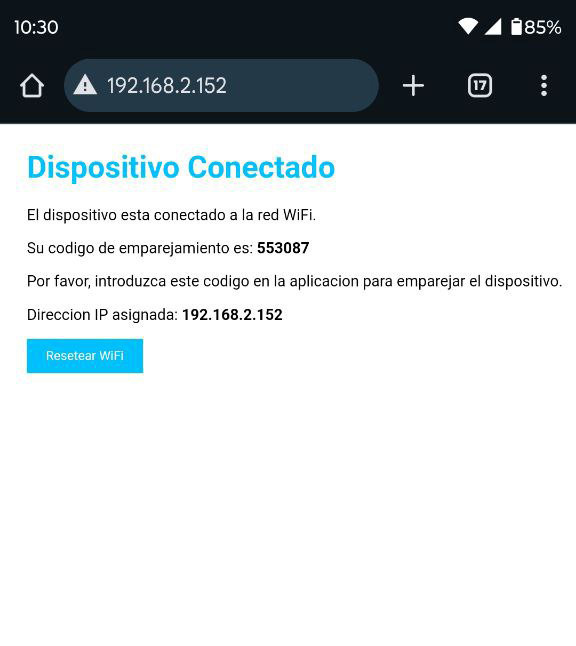 10:30
85%
192.168.2.152
17
Dispositivo Conectado
El dispositivo esta conectado a la red WiFi.
Su codigo de emparejamiento es: 553087
Por favor, introduzca este codigo en la aplicacion para emparejar el dispositivo.
Direccion IP asignada: 192.168.2.152
Resetear WiFi